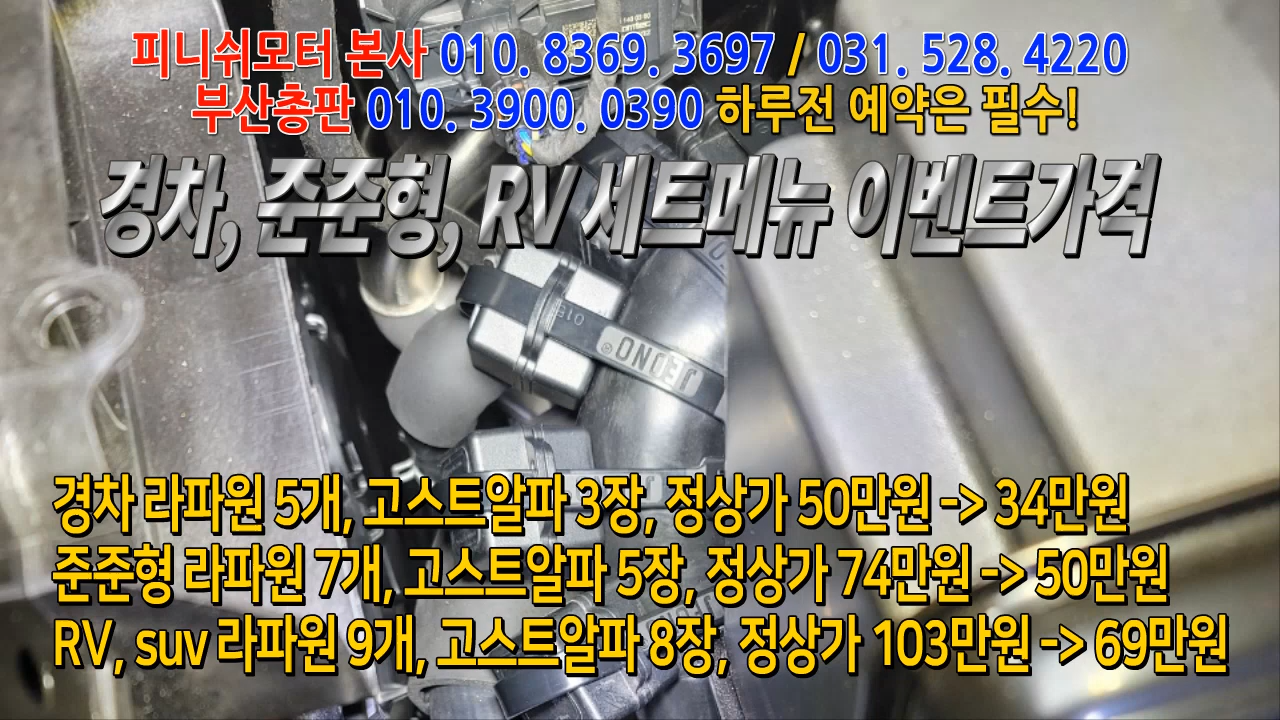 피니쉬모터 본사 010. 8369. 3697 / 031. 528. 4220
부산총판 010. 3900. 0390 하루전 예약은 필수!
경차, 준준형, RV 세트메뉴 이벤트가격
015
JEONO
경차 라파원 5개, 고스트알파 3장, 정상가 50만원 -> 34만원
준준형 라파원 7개, 고스트알파 5장, 정상가 74만원 -> 50만원
RV, suv 라파원 9개, 고스트알파 8장, 정상가 103만원 -> 69만원